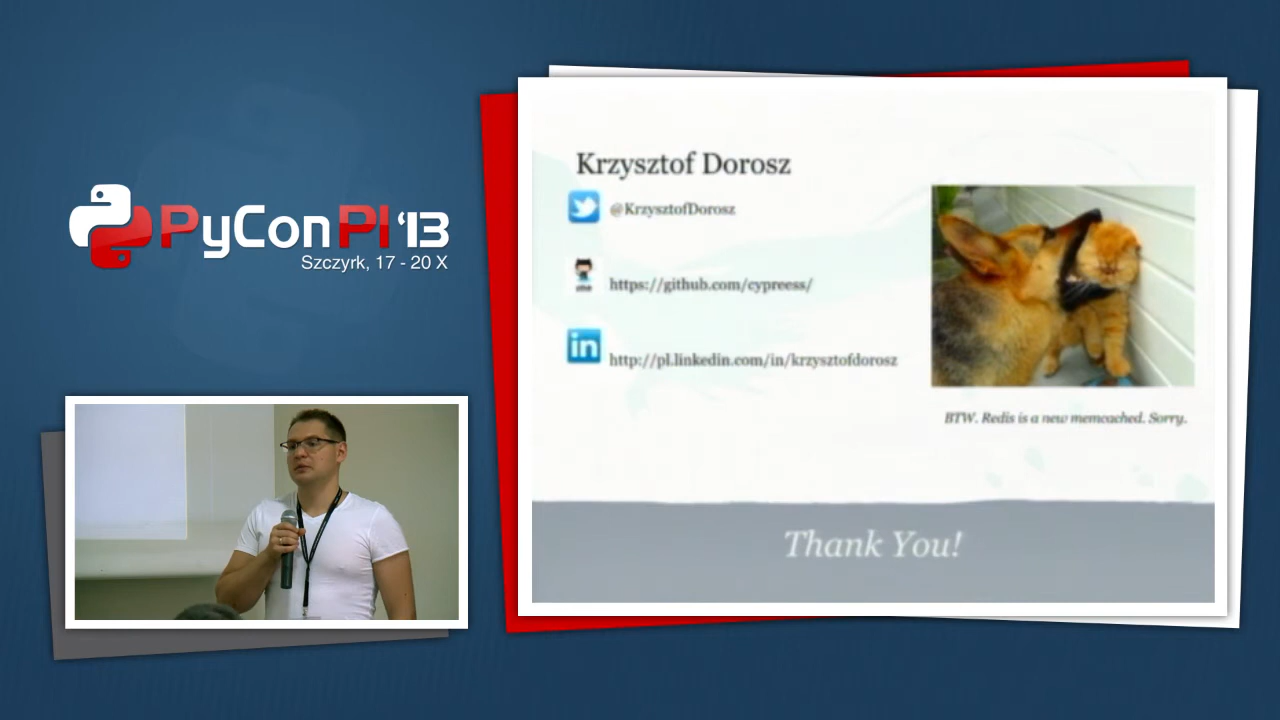 PyCon Pl '13
Szczyrk, 17 - 20 X
Krzysztof Dorosz
@KrzysztofDorosz
https://github.com/cypreess/
in
http://pl.linkedin.com/in/krzysztofdorosz
BTW. Redis is a new memcached. Sorry.
Thank You!